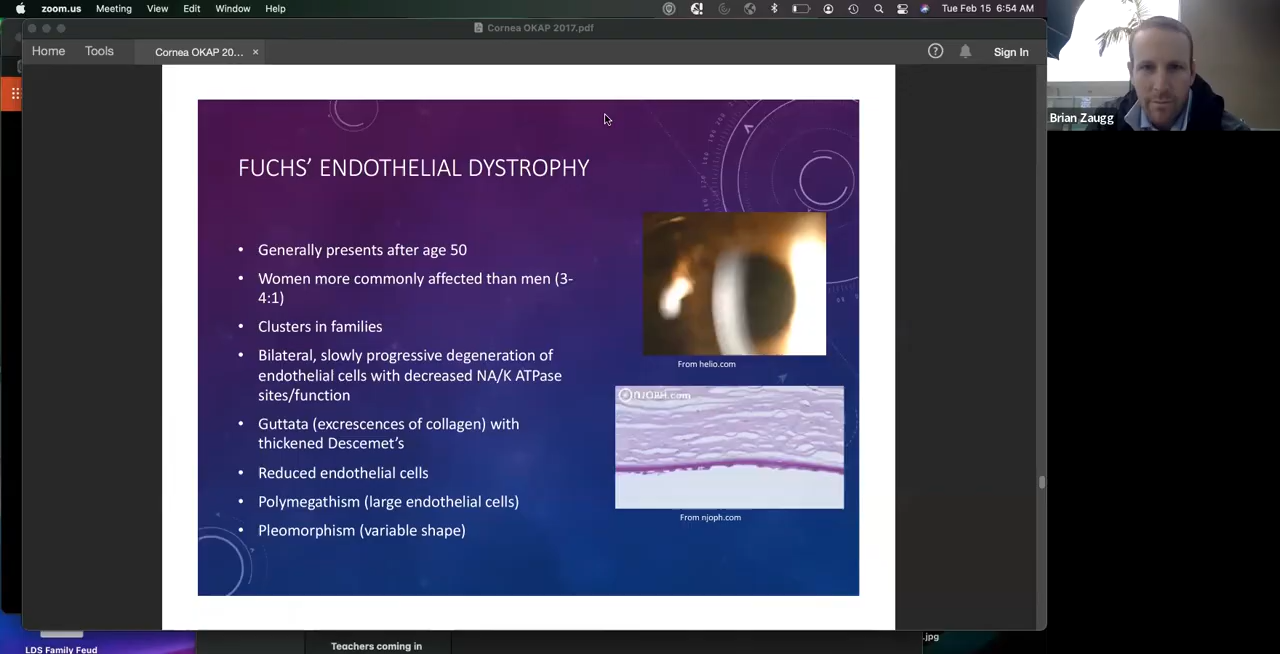 zoom.us Meeting View Edit Window Help Tue Feb 15 6:54 AM
Cornea OKAP 2017.pdf
Home Tools Cornea OKAP 20... × Sign In
Brian Zaugg
FUCHS’ ENDOTHELIAL DYSTROPHY
• Generally presents after age 50
• Women more commonly affected than men (3-
4:1)
• Clusters in families
• Bilateral, slowly progressive degeneration of
endothelial cells with decreased NA/K ATPase
sites/function
• Guttata (excrescences of collagen) with
thickened Descemet’s
• Reduced endothelial cells
• Polymegathism (large endothelial cells)
• Pleomorphism (variable shape)
From helio.com
NJOPH.com
From njoph.com
LDS Family Feud
Teachers coming in
.jpg